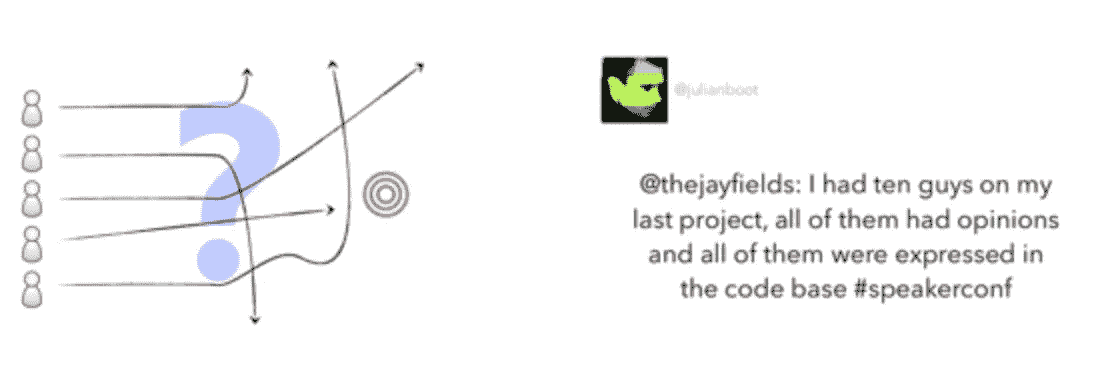 ?
@julianboot
@thejayfields: I had ten guys on my
last project, all of them had opinions
and all of them were expressed in
the code base #speakerconf